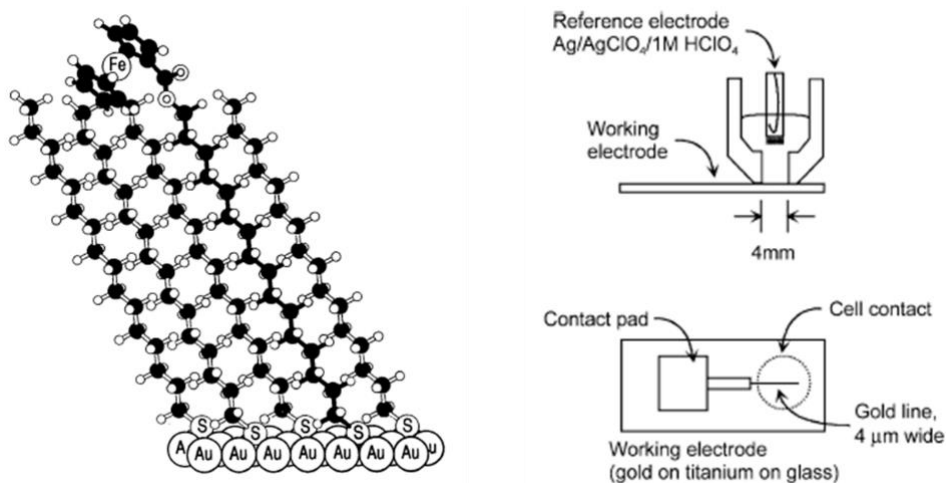 Fe
O
O
S S S S S
A Au Au Au Au Au Au Au u
Reference electrode
Ag/AgClO₄/1M HClO₄
Working
electrode
4mm
Contact pad
Cell contact
Gold line,
4 μm wide
Working electrode
(gold on titanium on glass)